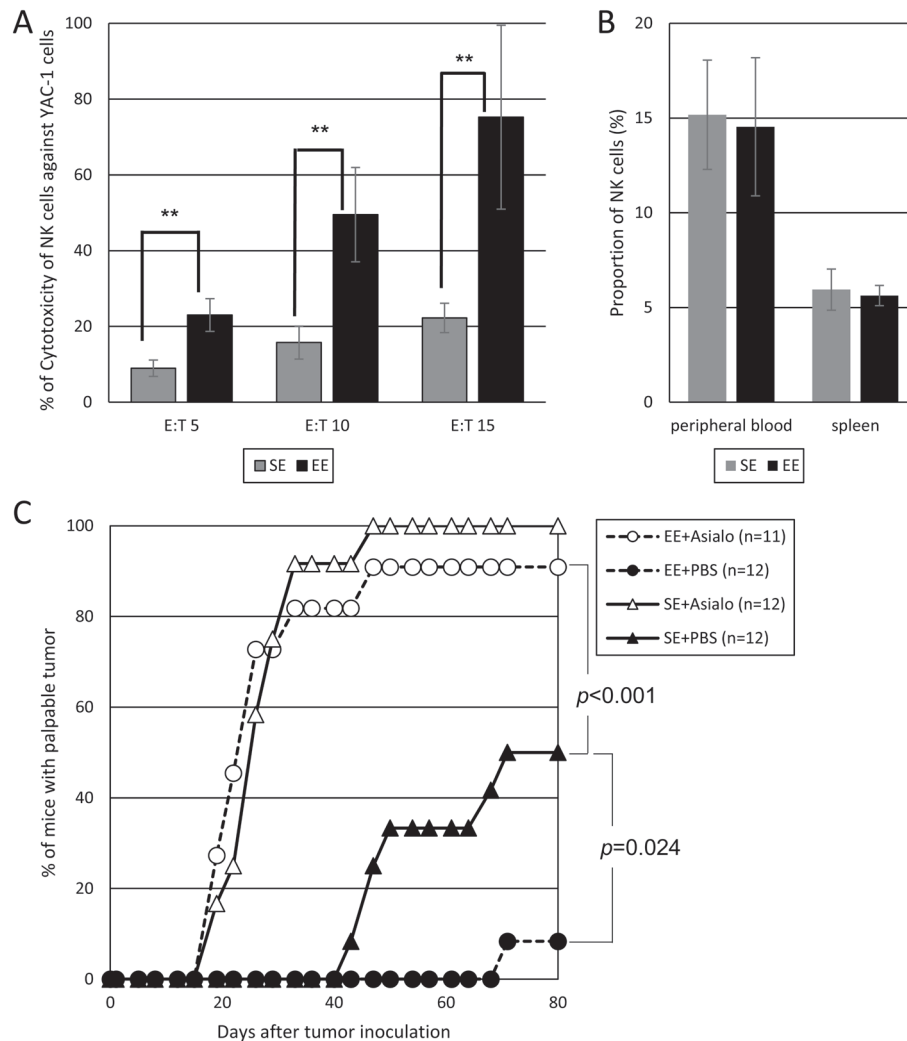 A
% of Cytotoxicity of NK cells against YAC-1 cells
100
80
60
40
20
0
**
**
**
E:T 5
E:T 10
E:T 15
SE
EE
B
Proportion of NK cells (%)
20
15
10
5
0
peripheral blood
spleen
SE
EE
C
% of mice with palpable tumor
100
80
60
40
20
0
0
20
40
60
80
Days after tumor inoculation
EE+Asialo (n=11)
EE+PBS (n=12)
SE+Asialo (n=12)
SE+PBS (n=12)
p<0.001
p=0.024